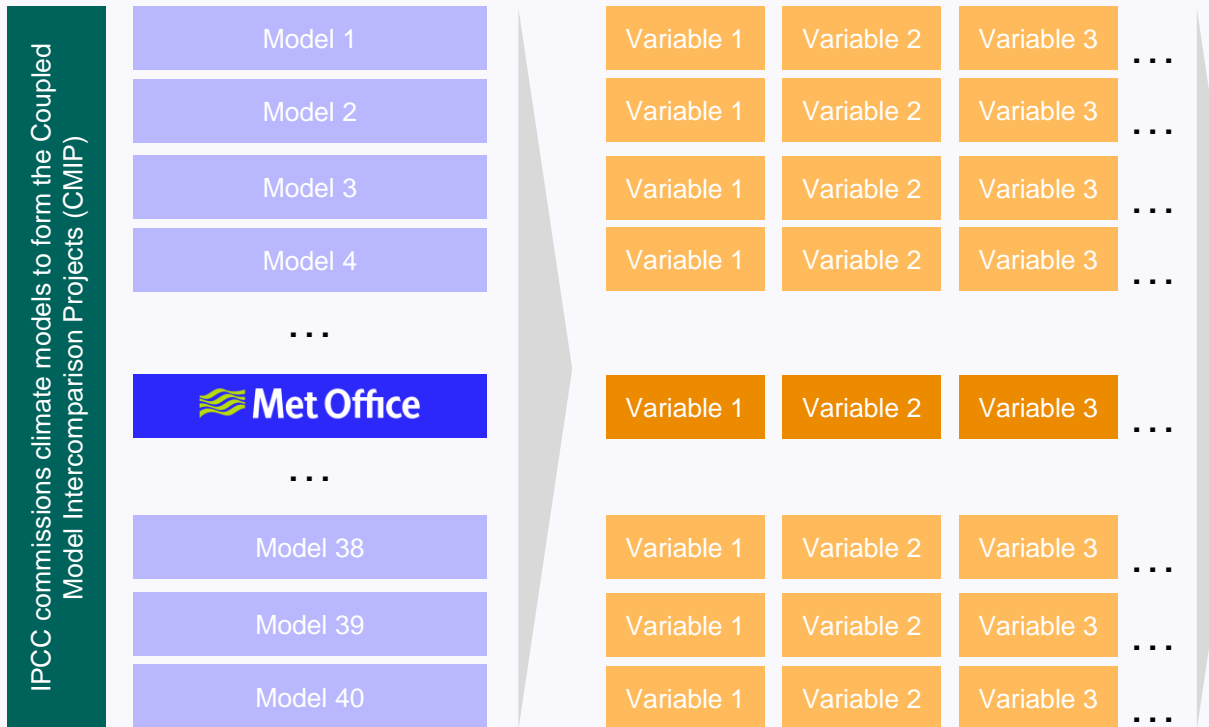 IPCC commissions climate models to form the Coupled
Model Intercomparison Projects (CMIP)
Model 1
Variable 1
Variable 2
Variable 3
...
Model 2
Variable 1
Variable 2
Variable 3
...
Model 3
Variable 1
Variable 2
Variable 3
...
Model 4
Variable 1
Variable 2
Variable 3
...
...
Met Office
Variable 1
Variable 2
Variable 3
...
...
Model 38
Variable 1
Variable 2
Variable 3
...
Model 39
Variable 1
Variable 2
Variable 3
...
Model 40
Variable 1
Variable 2
Variable 3
...